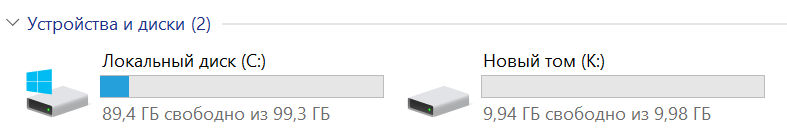 Устройства и диски (2)
Локальный диск (C:)
89,4 ГБ свободно из 99,3 ГБ
Новый том (K:)
9,94 ГБ свободно из 9,98 ГБ